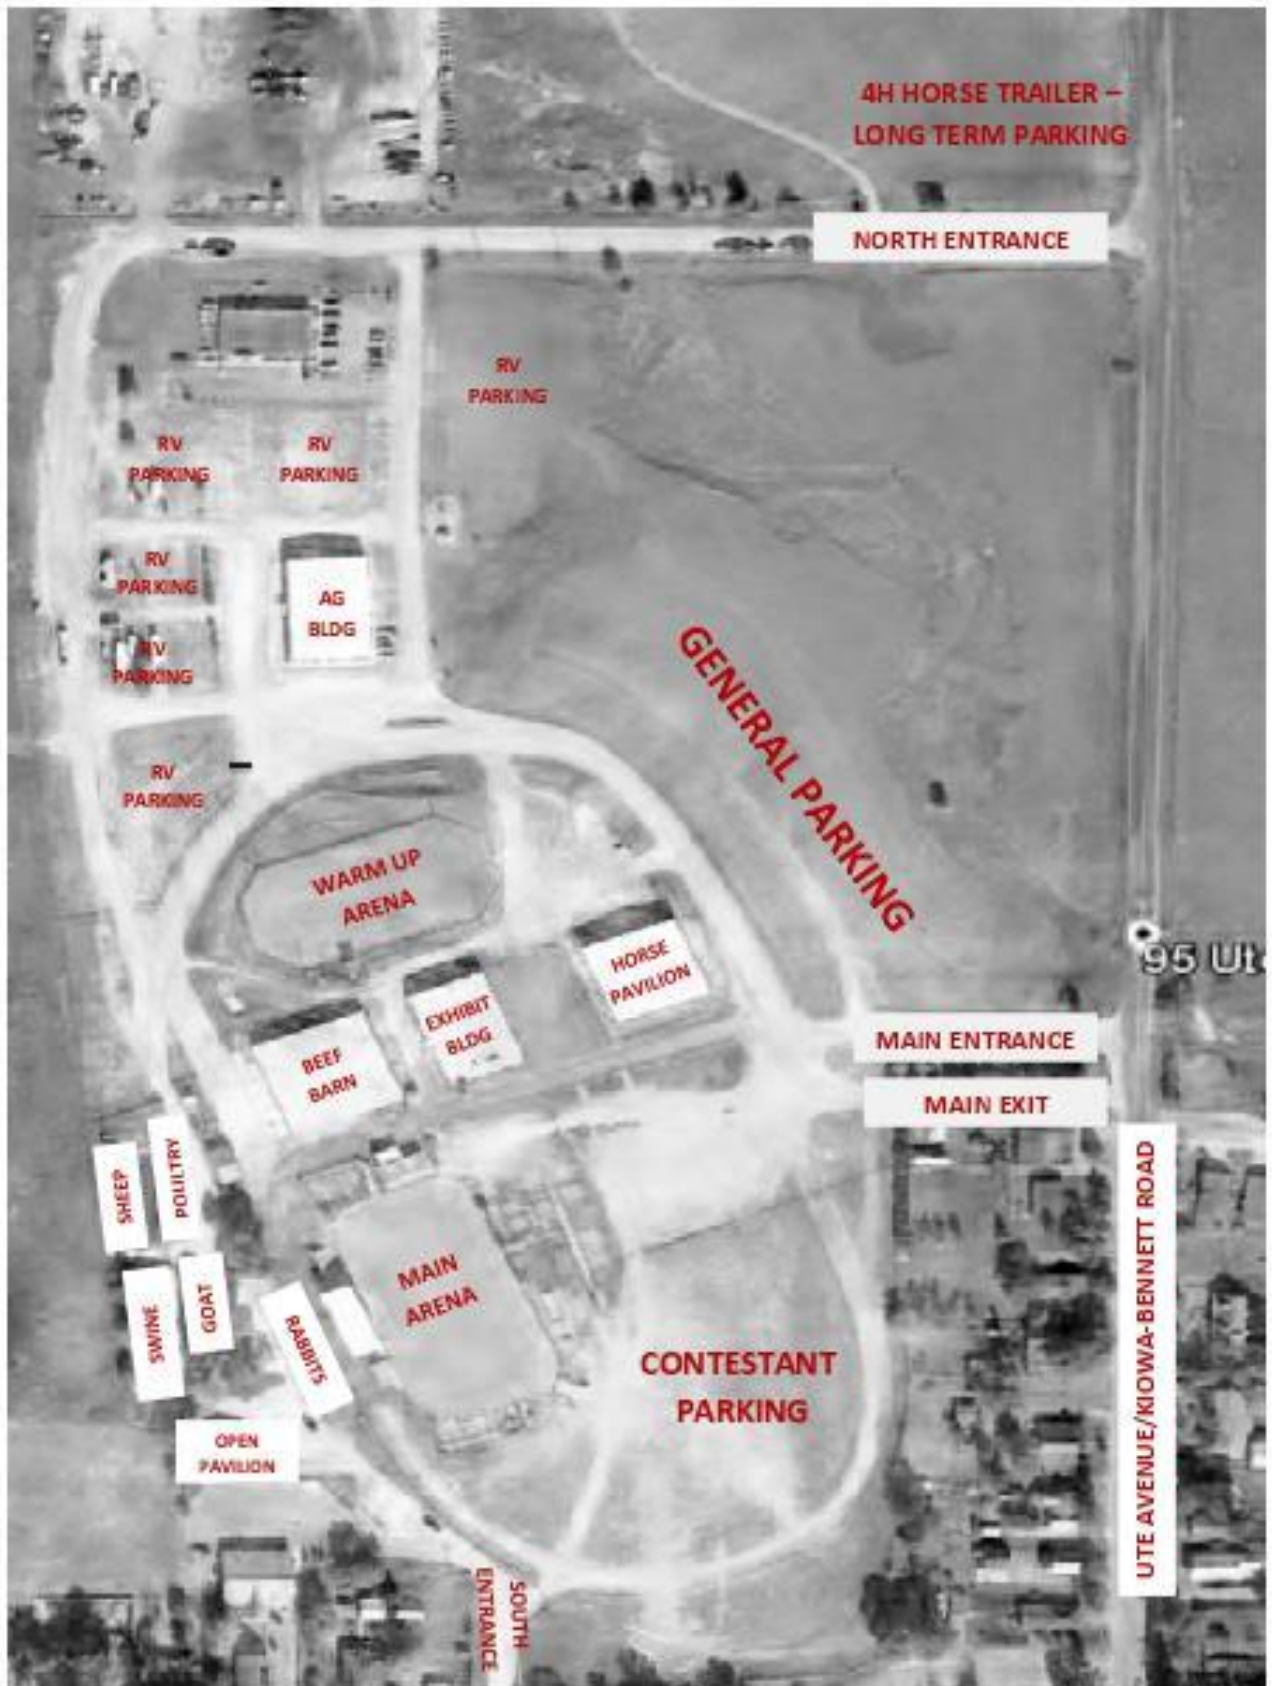 4H HORSE TRAILER –
LONG TERM PARKING
NORTH ENTRANCE
RV
PARKING
RV
PARKING
RV
PARKING
RV
PARKING
AG
BLDG
RV
PARKING
GENERAL PARKING
RV
PARKING
WARM UP
ARENA
HORSE
PAVILION
95 Ut
EXHIBIT
BLDG
MAIN ENTRANCE
BEEF
BARN
MAIN EXIT
SHEEP
POULTRY
UTE AVENUE/KIOWA-BENNETT ROAD
MAIN
ARENA
SWINE
GOAT
RABBITS
CONTESTANT
PARKING
OPEN
PAVILION
SOUTH
ENTRANCE